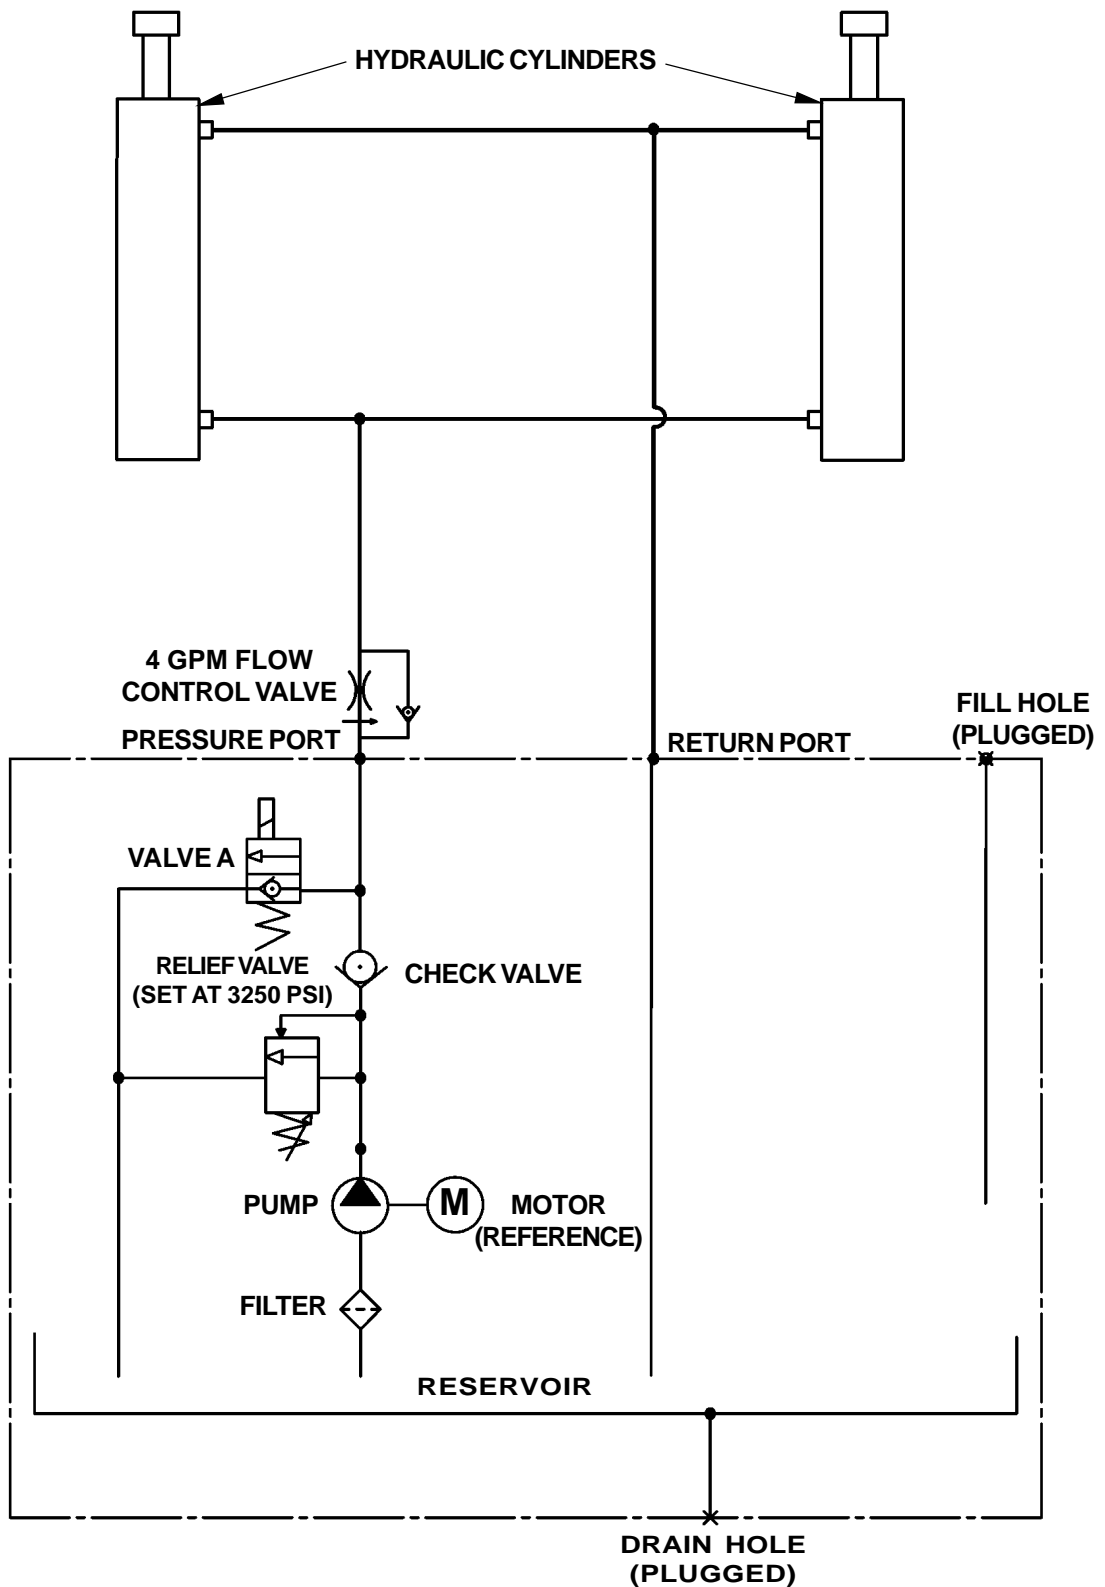 HYDRAULIC CYLINDERS
4 GPM FLOW
CONTROL VALVE
PRESSURE PORT
RETURN PORT
FILL HOLE
(PLUGGED)
VALVE A
RELIEF VALVE
(SET AT 3250 PSI)
CHECK VALVE
PUMP
M
MOTOR
(REFERENCE)
FILTER
RESERVOIR
DRAIN HOLE
(PLUGGED)